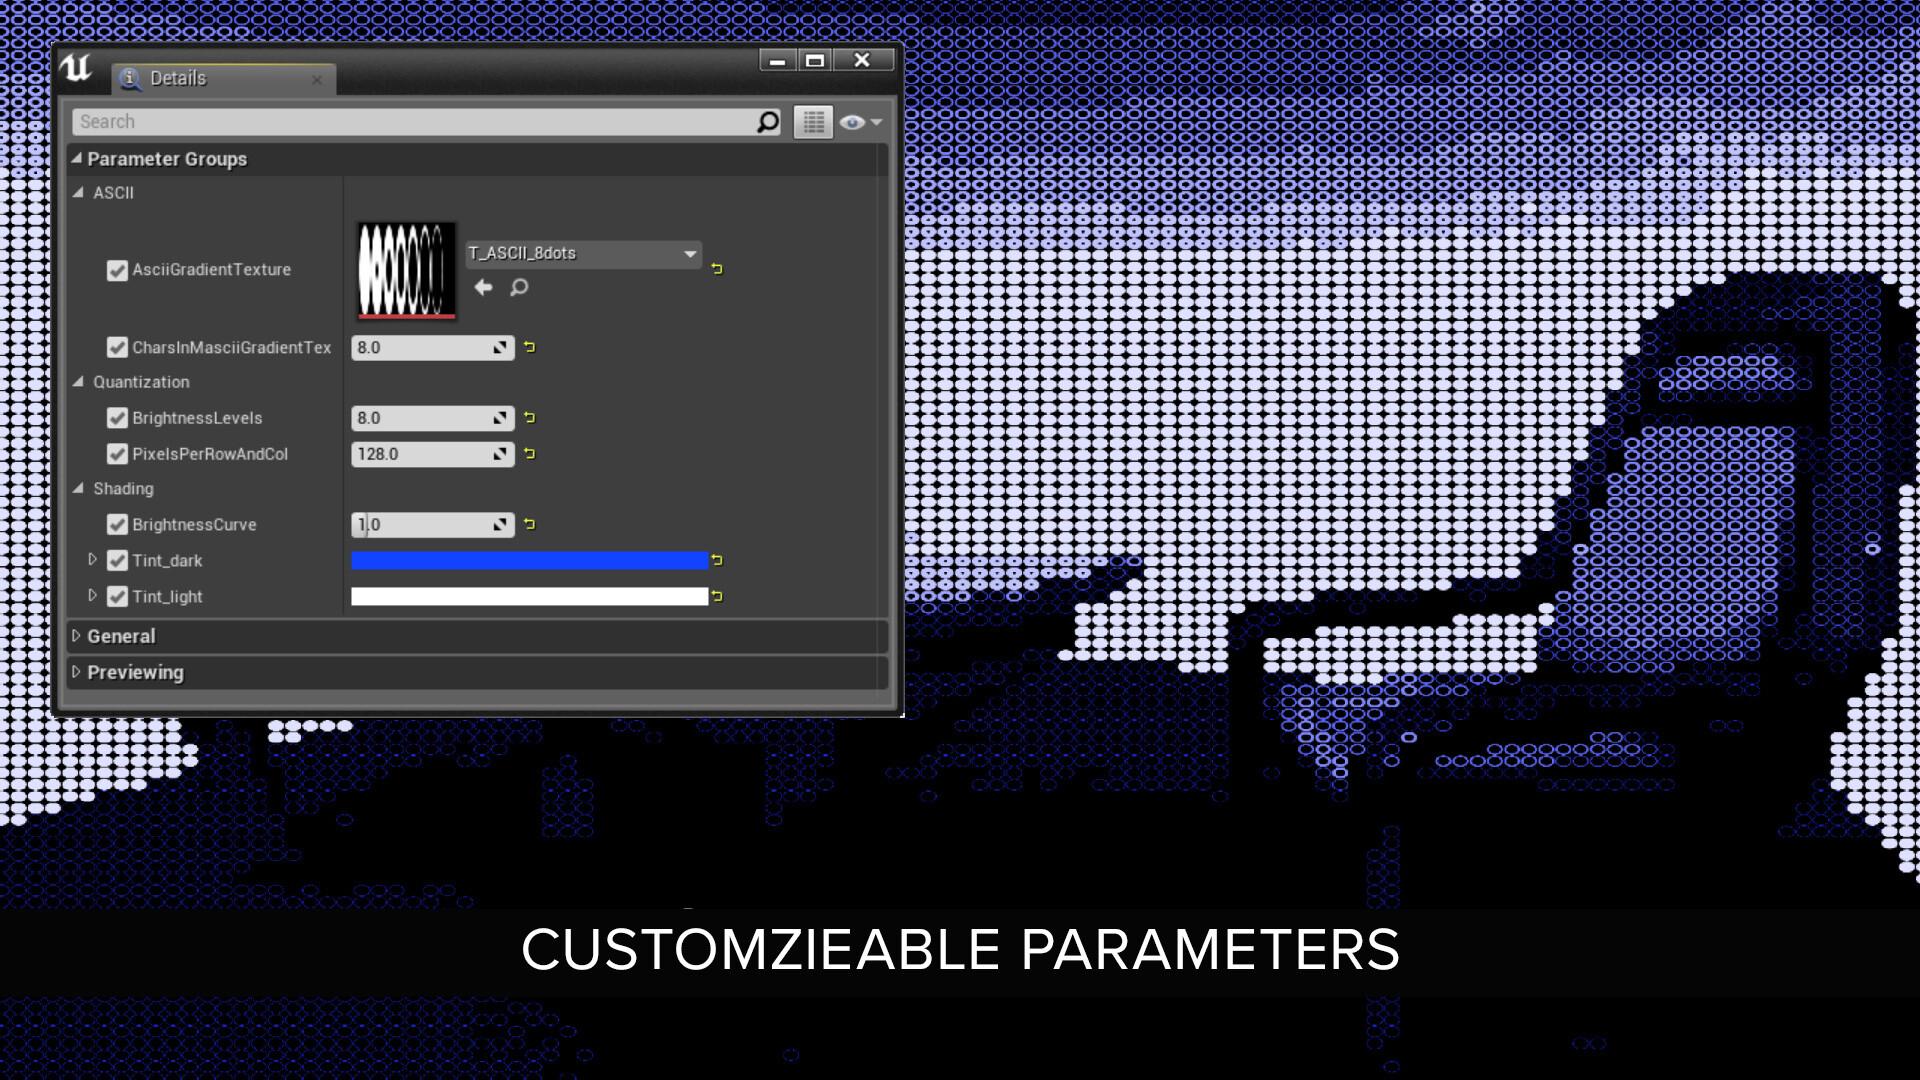 Details
Search
Parameter Groups
ASCII
AsciiGradientTexture
T_ASCII_8dots
CharsInMasciiGradientTex
8.0
Quantization
BrightnessLevels
8.0
PixelsPerRowAndCol
128.0
Shading
BrightnessCurve
1.0
Tint_dark
Tint_light
General
Previewing
CUSTOMZIEABLE PARAMETERS